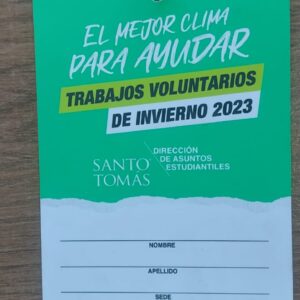 EL MEJOR CLIMA
PARA AYUDAR
TRABAJOS VOLUNTARIOS
DE INVIERNO 2023
SANTO
TOMÁS
DIRECCIÓN
DE ASUNTOS
ESTUDIANTILES
NOMBRE
APELLIDO
SEDE